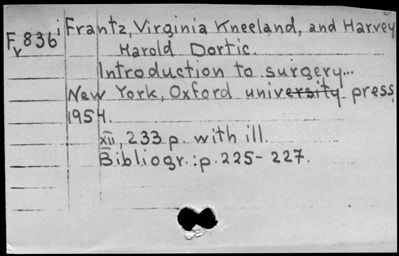 Fr836i Frantz, Virginia Kneeland, and Harvey
Harold Dortic.
Introduction to surgery...
New York, Oxford university press,
1954.
xii, 233 p. with ill.
Bibliogr.: p. 225-227.